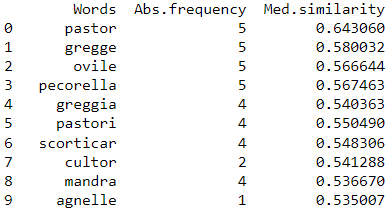 Words Abs.frequency Med.similarity
0 pastor 5 0.643060
1 gregge 5 0.580032
2 ovile 5 0.566644
3 pecorella 5 0.567463
4 greggia 4 0.540363
5 pastori 4 0.550490
6 scorticar 4 0.548306
7 cultor 2 0.541288
8 mandra 4 0.536670
9 agnelle 1 0.535007